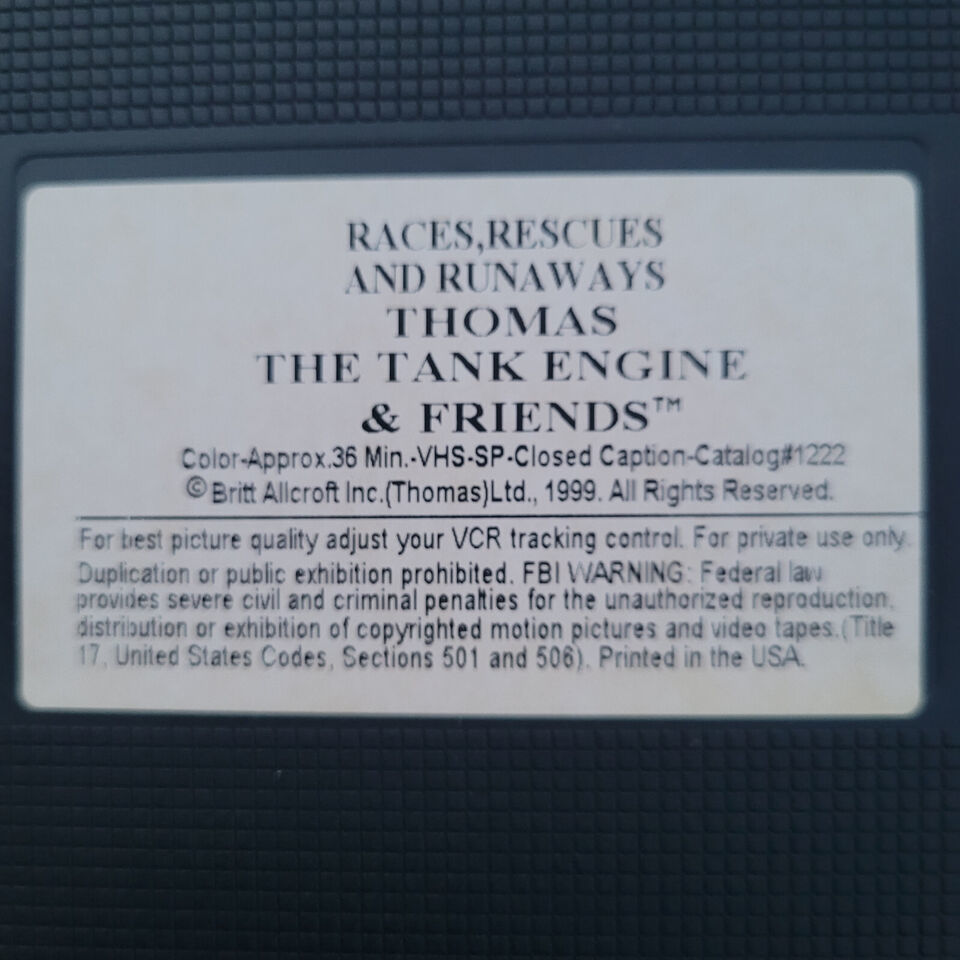 RACES,RESCUES
AND RUNAWAYS
THOMAS
THE TANK ENGINE
& FRIENDS™
Color-Approx.36 Min.-VHS-SP-Closed Caption-Catalog#1222
© Britt Allcroft Inc.(Thomas)Ltd., 1999. All Rights Reserved.
For best picture quality adjust your VCR tracking control. For private use only.
Duplication or public exhibition prohibited. FBI WARNING: Federal law
provides severe civil and criminal penalties for the unauthorized reproduction,
distribution or exhibition of copyrighted motion pictures and video tapes.(Title
17, United States Codes, Sections 501 and 506). Printed in the USA.